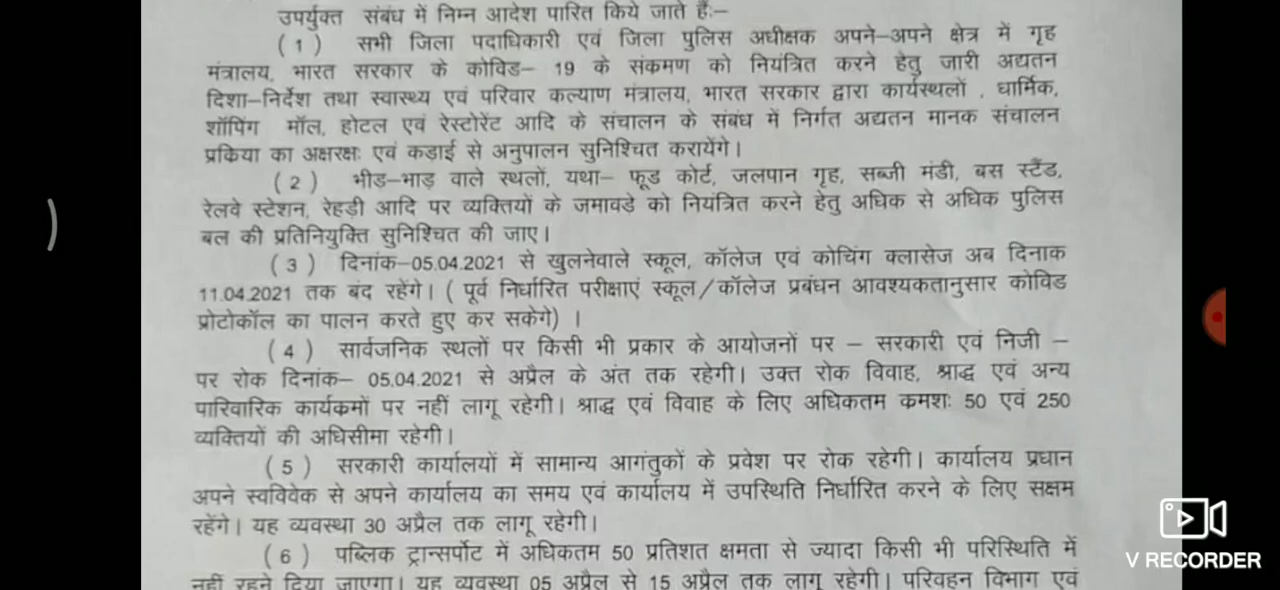 उपर्युक्त संबंध में निम्न आदेश पारित किये जाते हैं:–
(1) सभी जिला पदाधिकारी एवं जिला पुलिस अधीक्षक अपने–अपने क्षेत्र में गृह
मंत्रालय, भारत सरकार के कोविड– 19 के संकमण को नियंत्रित करने हेतु जारी अद्यतन
दिशा–निर्देश तथा स्वास्थ्य एवं परिवार कल्याण मंत्रालय, भारत सरकार द्वारा कार्यस्थलों , धार्मिक,
शॉपिंग मॉल, होटल एवं रेस्टोरेंट आदि के संचालन के संबंध में निर्गत अद्यतन मानक संचालन
प्रकिया का अक्षरक्षः एवं कड़ाई से अनुपालन सुनिश्चित करायेंगे।
(2) भीड–भाड़ वाले स्थलों, यथा– फूड कोर्ट, जलपान गृह, सब्जी मंडी, बस स्टैंड,
रेलवे स्टेशन, रेहड़ी आदि पर व्यक्तियों के जमावडे को नियंत्रित करने हेतु अधिक से अधिक पुलिस
बल की प्रतिनियुक्ति सुनिश्चित की जाए।
(3) दिनांक–05.04.2021 से खुलनेवाले स्कूल, कॉलेज एवं कोचिंग क्लासेज अब दिनाक
11.04.2021 तक बंद रहेंगे। ( पूर्व निर्धारित परीक्षाएं स्कूल/कॉलेज प्रबंधन आवश्यकतानुसार कोविड
प्रोटोकॉल का पालन करते हुए कर सकेगे) ।
(4) सार्वजनिक स्थलों पर किसी भी प्रकार के आयोजनों पर – सरकारी एवं निजी –
पर रोक दिनांक– 05.04.2021 से अप्रैल के अंत तक रहेगी। उक्त रोक विवाह, श्राद्ध एवं अन्य
पारिवारिक कार्यकमों पर नहीं लागू रहेगी। श्राद्ध एवं विवाह के लिए अधिकतम कमशः 50 एवं 250
व्यक्तियों की अधिसीमा रहेगी।
(5) सरकारी कार्यालयों में सामान्य आगंतुकों के प्रवेश पर रोक रहेगी। कार्यालय प्रधान
अपने स्वविवेक से अपने कार्यालय का समय एवं कार्यालय में उपस्थिति निर्धारित करने के लिए सक्षम
रहेंगे। यह व्यवस्था 30 अप्रैल तक लागू रहेगी।
(6) पब्लिक ट्रान्सर्पोट में अधिकतम 50 प्रतिशत क्षमता से ज्यादा किसी भी परिस्थिति में
नहीं रहने दिया जाएगा। यह व्यवस्था 05 अप्रैल से 15 अप्रैल तक लागू रहेगी। परिवहन विभाग एवं
V RECORDER